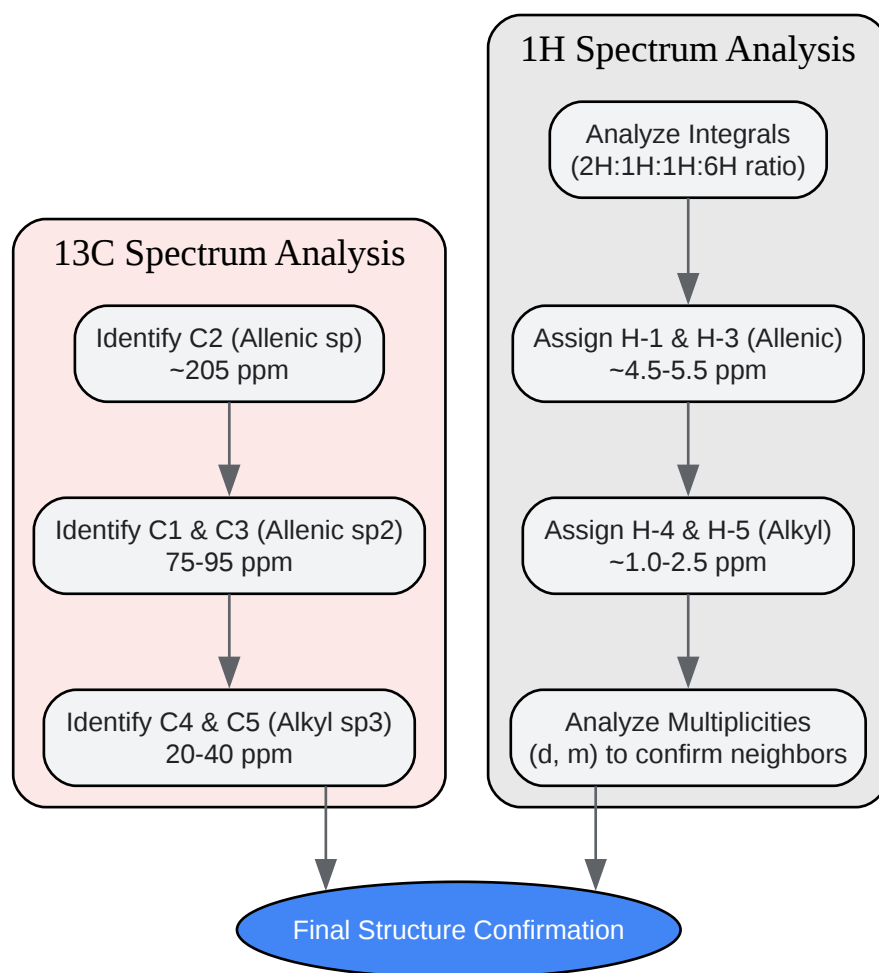 13C Spectrum Analysis
Identify C2 (Allenic sp)
~205 ppm
Identify C1 & C3 (Allenic sp2)
75-95 ppm
Identify C4 & C5 (Alkyl sp3)
20-40 ppm
1H Spectrum Analysis
Analyze Integrals
(2H:1H:1H:6H ratio)
Assign H-1 & H-3 (Allenic)
~4.5-5.5 ppm
Assign H-4 & H-5 (Alkyl)
~1.0-2.5 ppm
Analyze Multiplicities
(d, m) to confirm neighbors
Final Structure Confirmation